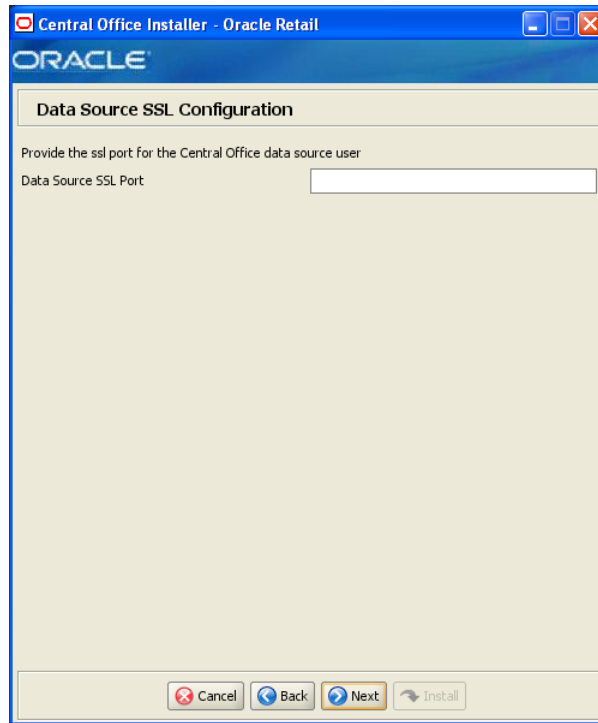 Central Office Installer - Oracle Retail
ORACLE
Data Source SSL Configuration
Provide the ssl port for the Central Office data source user
Data Source SSL Port
Cancel Back Next Install